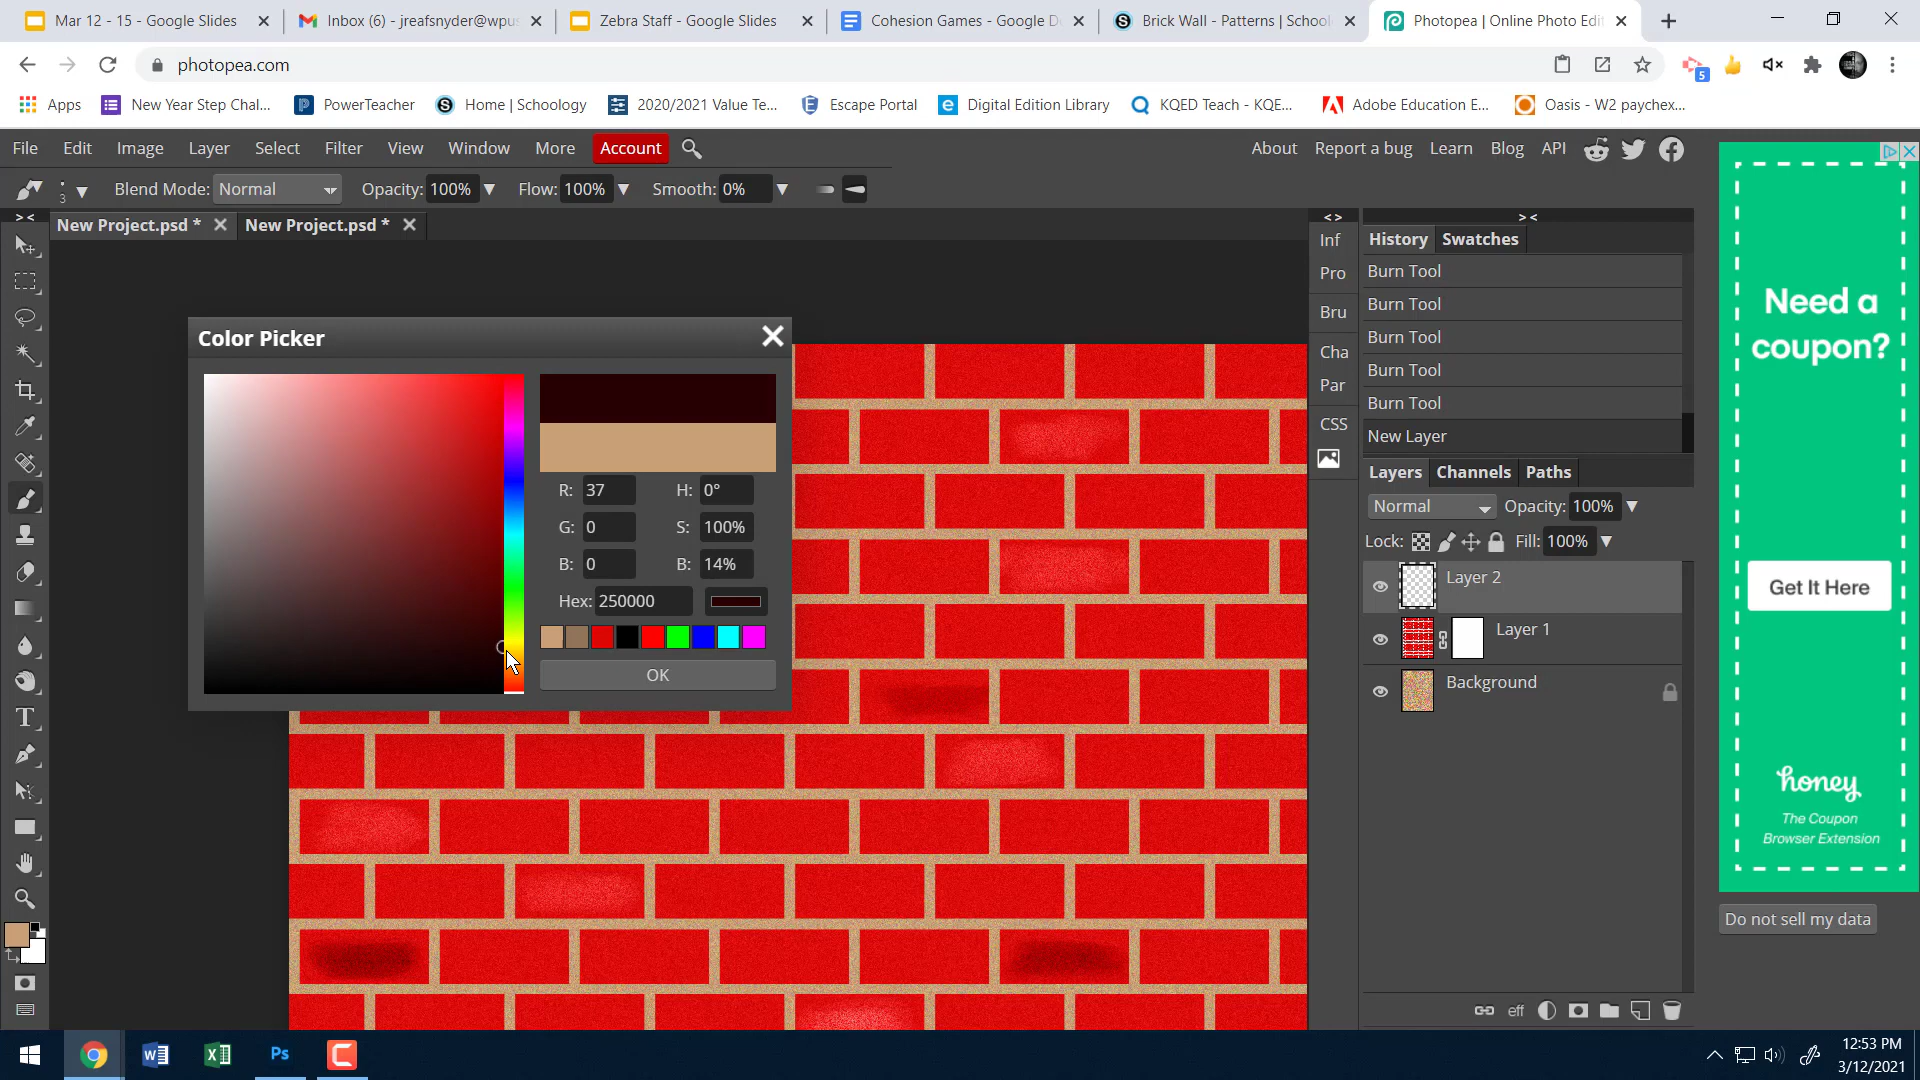 Mar 12 - 15 - Google Slides
Inbox (6) - jreafsnyder@wpus
Zebra Staff - Google Slides
Cohesion Games - Google D
Brick Wall - Patterns | School
Photopea | Online Photo Edit
photopea.com
5
Apps
New Year Step Chal...
PowerTeacher
Home | Schoology
2020/2021 Value Te...
Escape Portal
Digital Edition Library
KQED Teach - KQE...
Adobe Education E...
Oasis - W2 paychex...
File Edit Image Layer Select Filter View Window More Account
About Report a bug Learn Blog API
3 Blend Mode: Normal Opacity: 100% Flow: 100% Smooth: 0%
New Project.psd *
New Project.psd *
Color Picker
R: 37 H: 0°
G: 0 S: 100%
B: 0 B: 14%
Hex: 250000
OK
Inf
Pro
Bru
Cha
Par
CSS
History Swatches
Burn Tool
Burn Tool
Burn Tool
Burn Tool
Burn Tool
New Layer
Layers Channels Paths
Normal Opacity: 100%
Lock: Fill: 100%
Layer 2
Layer 1
Background
eff
Need a
coupon?
Get It Here
honey
The Coupon
Browser Extension
Do not sell my data
12:53 PM
3/12/2021